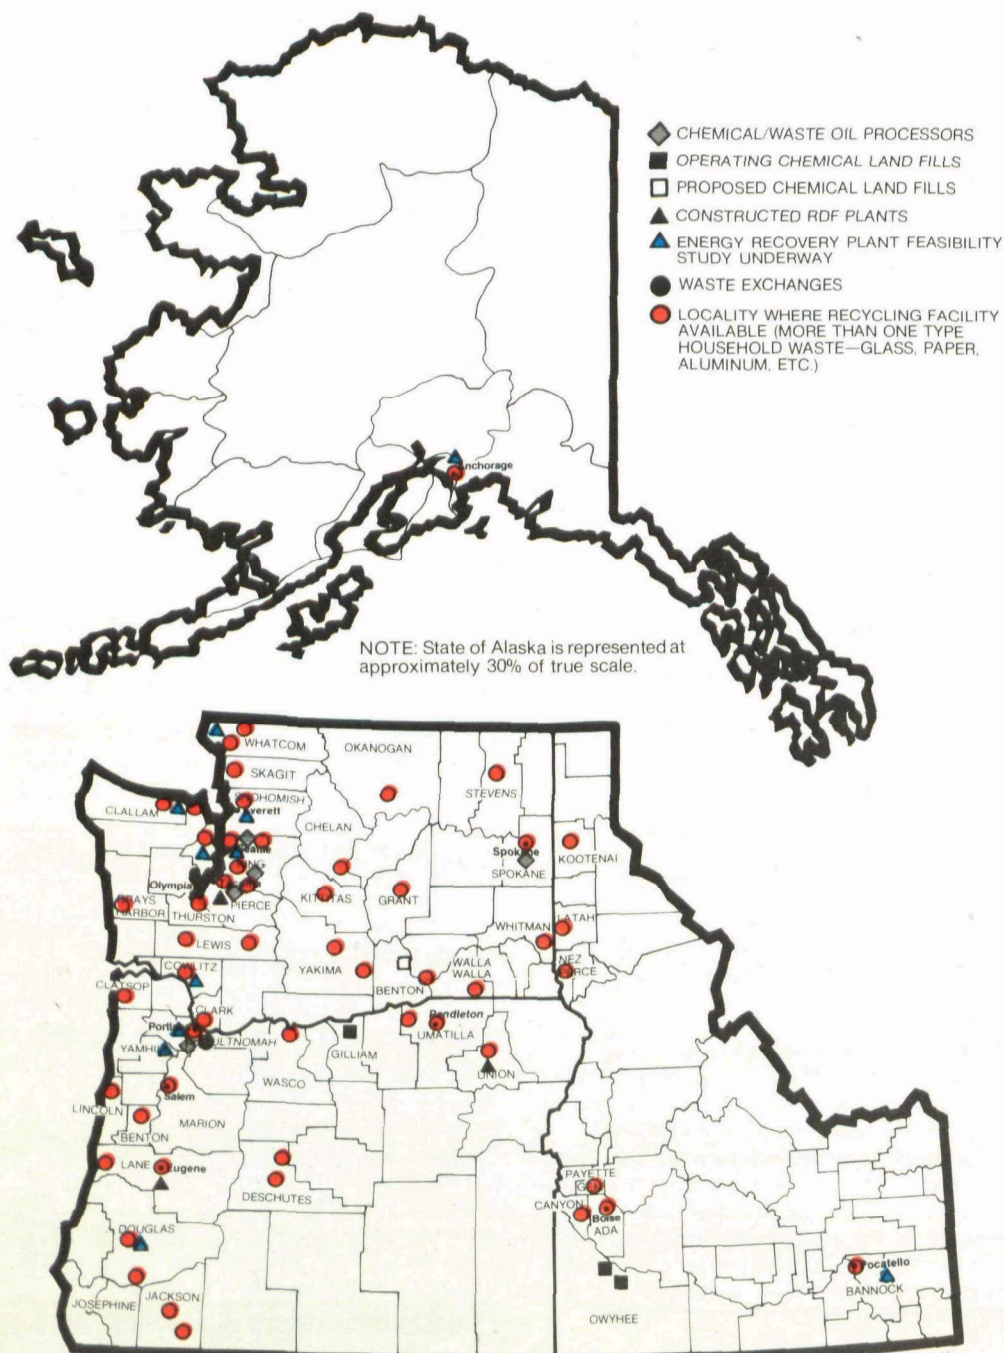 CHEMICAL/WASTE OIL PROCESSORS
OPERATING CHEMICAL LAND FILLS
PROPOSED CHEMICAL LAND FILLS
CONSTRUCTED RDF PLANTS
ENERGY RECOVERY PLANT FEASIBILITY
STUDY UNDERWAY
WASTE EXCHANGES
LOCALITY WHERE RECYCLING FACILITY
AVAILABLE (MORE THAN ONE TYPE
HOUSEHOLD WASTE—GLASS, PAPER,
ALUMINUM, ETC.)
Anchorage
NOTE: State of Alaska is represented at
approximately 30% of true scale.
WHATCOM
OKANOGAN
SKAGIT
STEVENS
SNOHOMISH
CLALLAM
Everett
CHELAN
Seattle
KING
Spokane
SPOKANE
KOOTENAI
Olympia
PIERCE
KITTITAS
GRANT
GRAYS
HARBOR
THURSTON
LATAH
WHITMAN
LEWIS
YAKIMA
WALLA
WALLA
NEZ
PERCE
BENTON
COWLITZ
CLATSOP
CLARK
Pendleton
Portland
MULTNOMAH
UMATILLA
YAMHILL
GILLIAM
UNION
WASCO
LINCOLN
Salem
MARION
BENTON
LANE
Eugene
DESCHUTES
PAYETTE
GEM
CANYON
Boise
ADA
DOUGLAS
Pocatello
BANNOCK
JOSEPHINE
JACKSON
OWYHEE